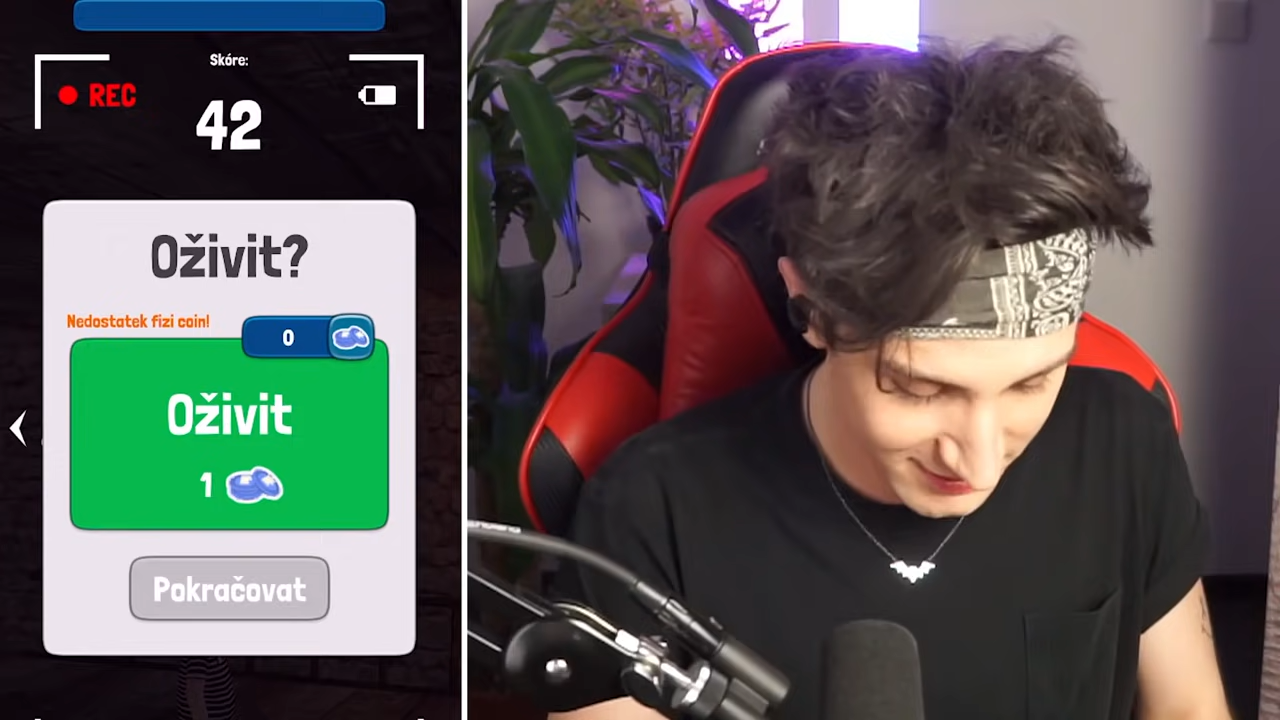 Skóre:
REC
42
Oživit?
Nedostatek fizi coin!
0
Oživit
1
Pokračovat